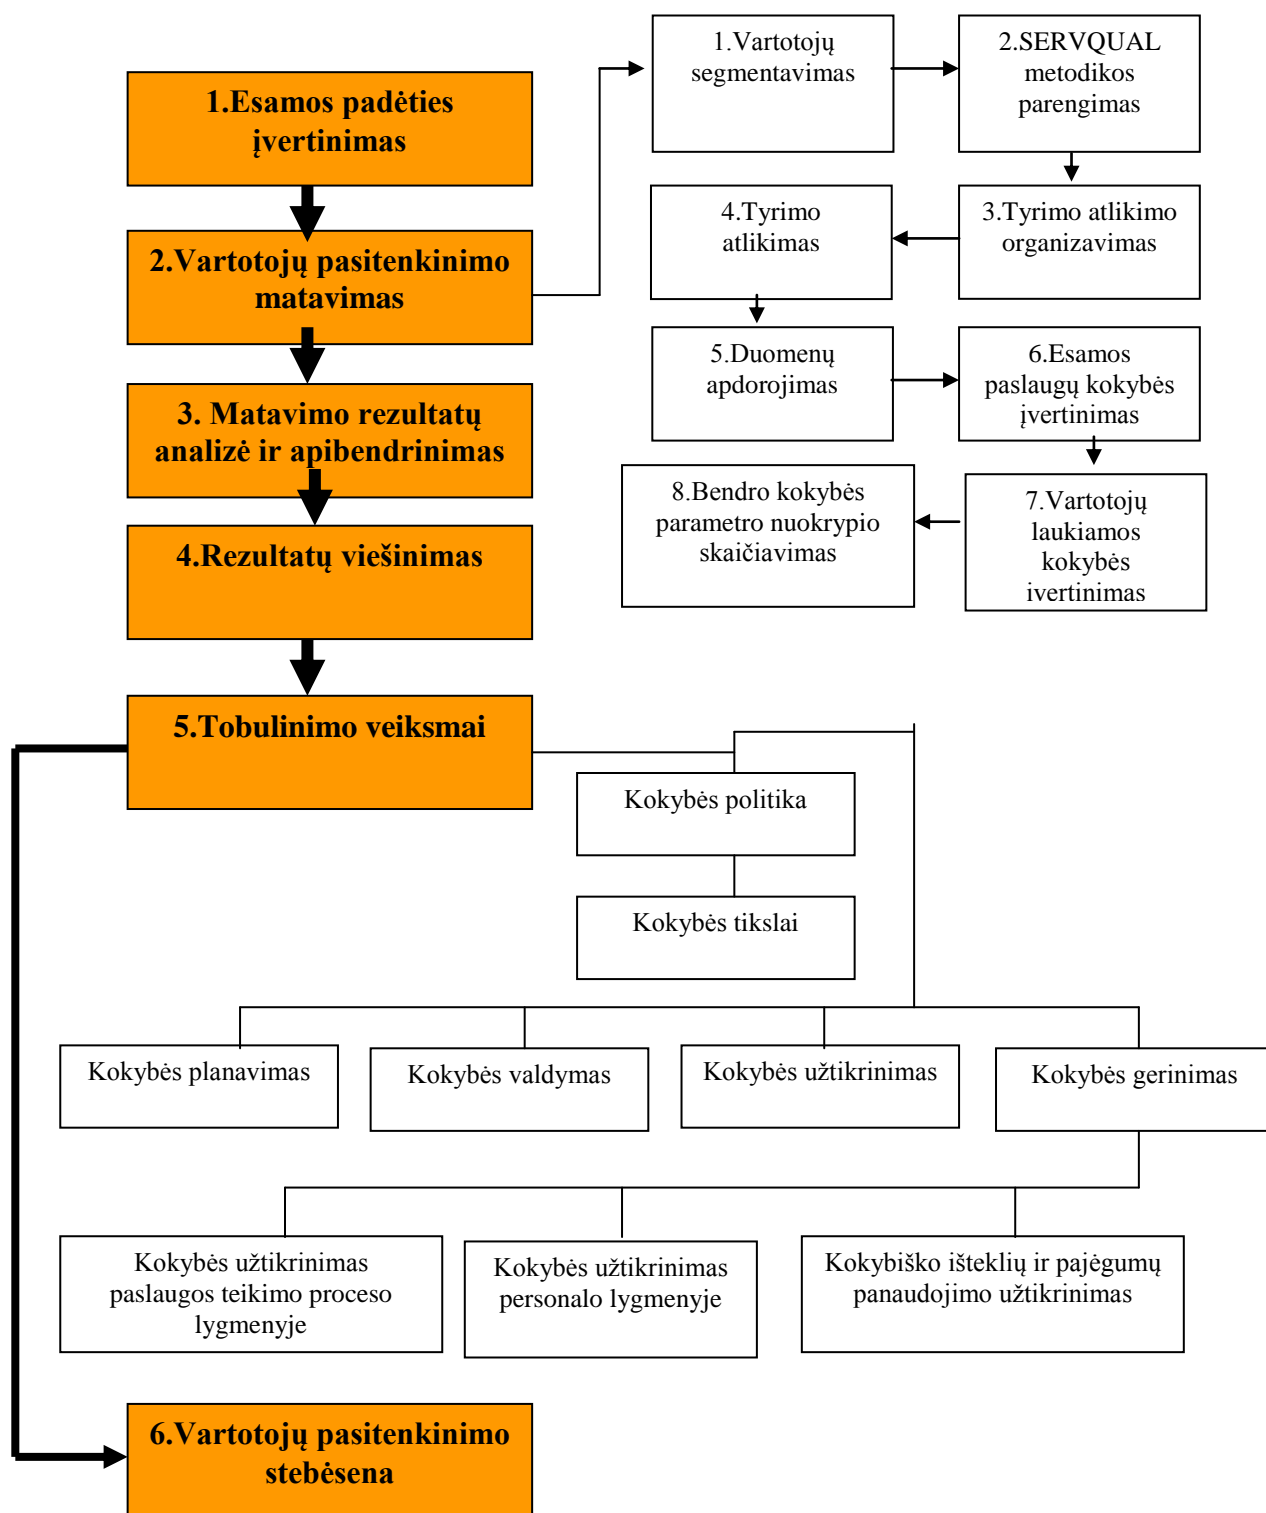 1.Esamos padėties
įvertinimas
2.Vartotojų pasitenkinimo
matavimas
3. Matavimo rezultatų
analizė ir apibendrinimas
4.Rezultatų viešinimas
5.Tobulinimo veiksmai
1.Vartotojų
segmentavimas
2.SERVQUAL
metodikos
parengimas
3.Tyrimo atlikimo
organizavimas
4.Tyrimo
atlikimas
5.Duomenų
apdorojimas
6.Esamos
paslaugų kokybės
įvertinimas
7.Vartotojų
laukiamos
kokybės
ivertinimas
8.Bendro kokybės
parametro nuokrypio
skaičiavimas
Kokybės politika
Kokybės tikslai
Kokybės planavimas
Kokybės valdymas
Kokybės užtikrinimas
Kokybės gerinimas
Kokybės užtikrinimas
paslaugos teikimo proceso
lygmenyje
Kokybės užtikrinimas
personalo lygmenyje
Kokybiško išteklių ir pajėgumų
panaudojimo užtikrinimas
6.Vartotojų pasitenkinimo
stebėsena